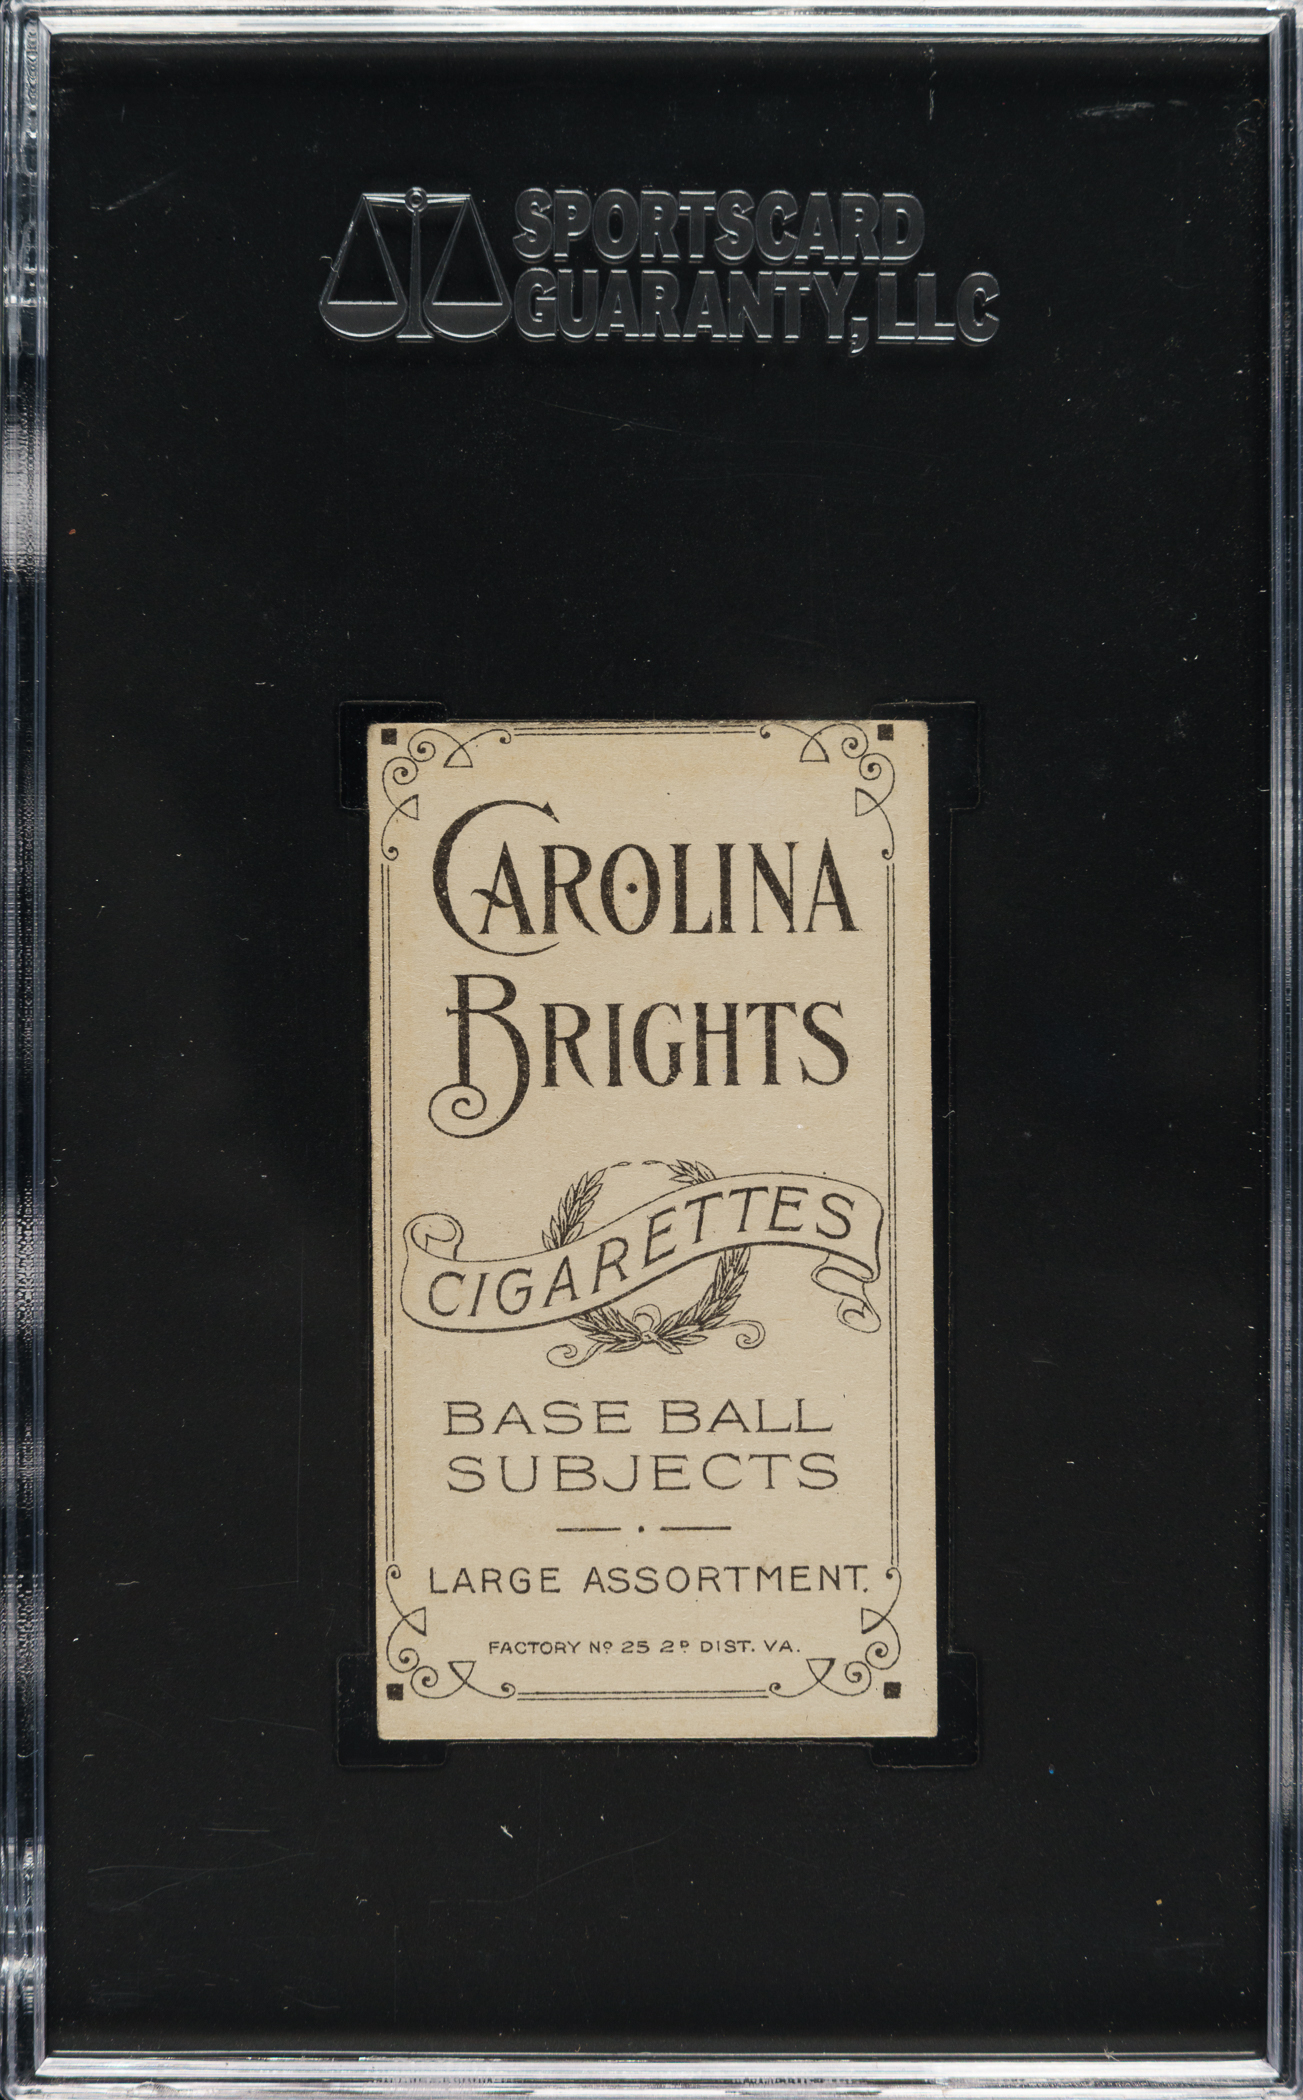 SPORTSCARD
GUARANTY, LLC
CAROLINA
BRIGHTS
CIGARETTES
BASE BALL
SUBJECTS
LARGE ASSORTMENT.
FACTORY Nº 25 2ᴰ DIST. VA.